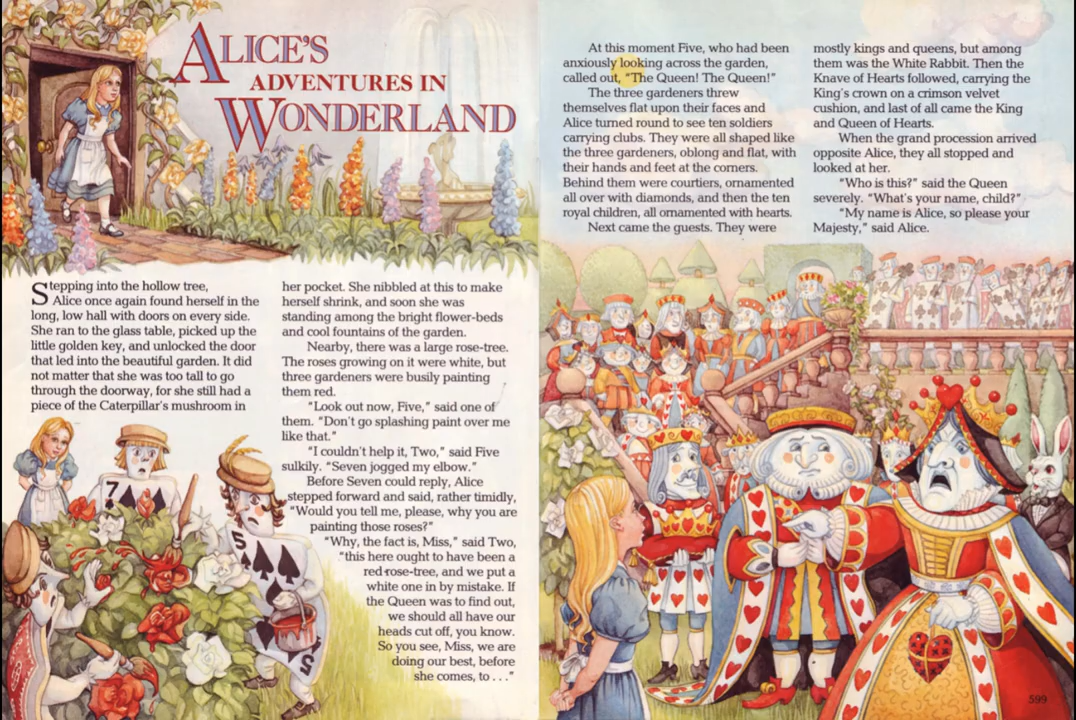 ALICE'S
ADVENTURES IN
WONDERLAND
Stepping into the hollow tree,
Alice once again found herself in the
long, low hall with doors on every side.
She ran to the glass table, picked up the
little golden key, and unlocked the door
that led into the beautiful garden. It did
not matter that she was too tall to go
through the doorway, for she still had a
piece of the Caterpillar's mushroom in
her pocket. She nibbled at this to make
herself shrink, and soon she was
standing among the bright flower-beds
and cool fountains of the garden.
Nearby, there was a large rose-tree.
The roses growing on it were white, but
three gardeners were busily painting
them red.
"Look out now, Five," said one of
them. "Don't go splashing paint over me
like that."
"I couldn't help it, Two," said Five
sulkily. "Seven jogged my elbow."
Before Seven could reply, Alice
stepped forward and said, rather timidly,
"Would you tell me, please, why you are
painting those roses?"
"Why, the fact is, Miss," said Two,
"this here ought to have been a
red-rose-tree, and we put a
white one in by mistake. If
the Queen was to find out,
we should all have our
heads cut off, you know.
So you see, Miss, we are
doing our best, before
she comes, to . . ."
7
5
5
At this moment Five, who had been
anxiously looking across the garden,
called out, "The Queen! The Queen!"
The three gardeners threw
themselves flat upon their faces and
Alice turned round to see ten soldiers
carrying clubs. They were all shaped like
the three gardeners, oblong and flat, with
their hands and feet at the corners.
Behind them were courtiers, ornamented
all over with diamonds, and then the ten
royal children, all ornamented with hearts.
Next came the guests. They were
mostly kings and queens, but among
them was the White Rabbit. Then the
Knave of Hearts followed, carrying the
King's crown on a crimson velvet
cushion, and last of all came the King
and Queen of Hearts.
When the grand procession arrived
opposite Alice, they all stopped and
looked at her.
"Who is this?" said the Queen
severely. "What's your name, child?"
"My name is Alice, so please your
Majesty," said Alice.
599